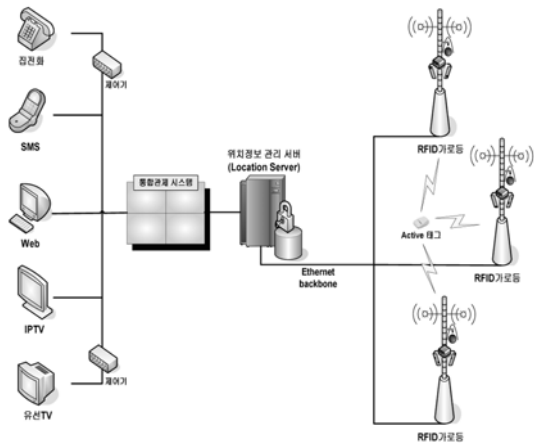 집전화
제어기
SMS
Web
IPTV
제어기
유선TV
통합관제 시스템
위치정보 관리 서버
(Location Server)
Ethernet
backbone
RFID가로등
Active 태그
RFID가로등
RFID가로등